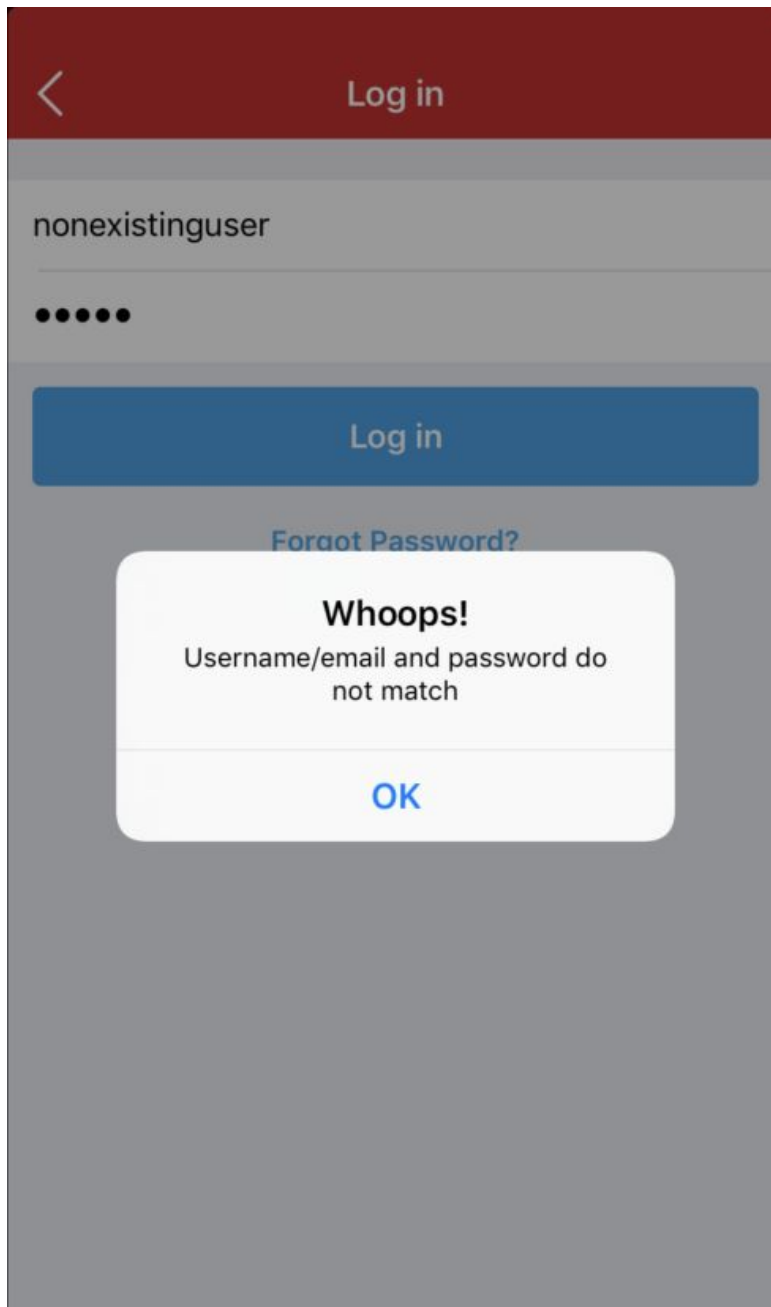 Log in
nonexistinguser
•••••
Log in
Forgot Password?
Whoops!
Username/email and password do
not match
OK